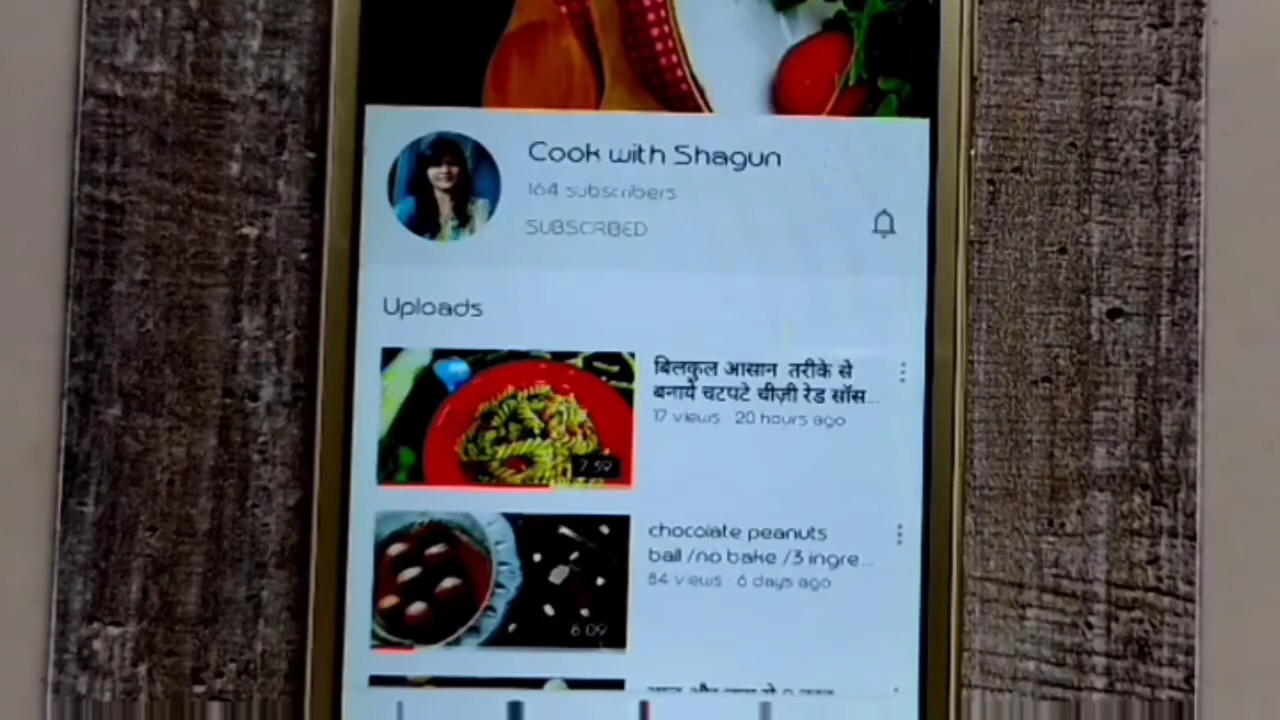 Cook with Shagun
164 subscribers
SUBSCRIBED
Uploads
बिलकुल आसान तरीके से
बनायें चटपटे चीज़ी रेड सॉस...
17 views · 20 hours ago
7:59
chocolate peanuts
ball /no bake /3 ingre...
84 views · 6 days ago
6:09